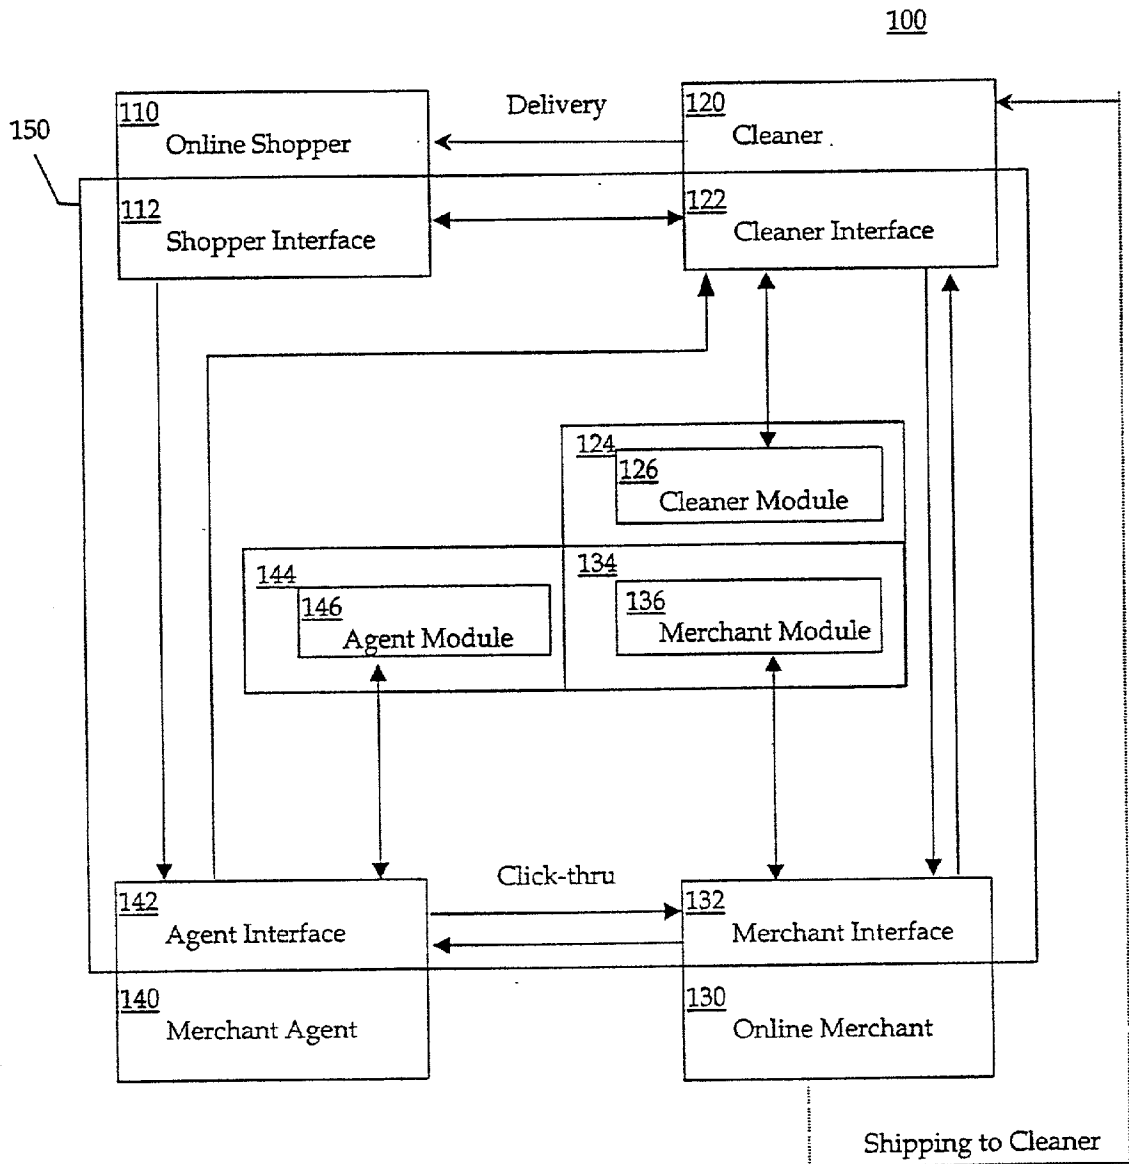 100
150
110
Online Shopper
Delivery
120
Cleaner
112
Shopper Interface
122
Cleaner Interface
124
126
Cleaner Module
144
146
Agent Module
134
136
Merchant Module
142
Agent Interface
Click-thru
132
Merchant Interface
140
Merchant Agent
130
Online Merchant
Shipping to Cleaner